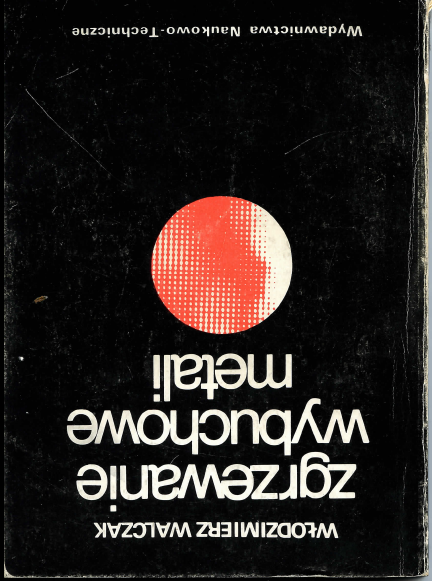 WŁODZIMIERZ WALCZAK
zgrzewanie
wybuchowe
metali
Wydawnictwa Naukowo-Techniczne